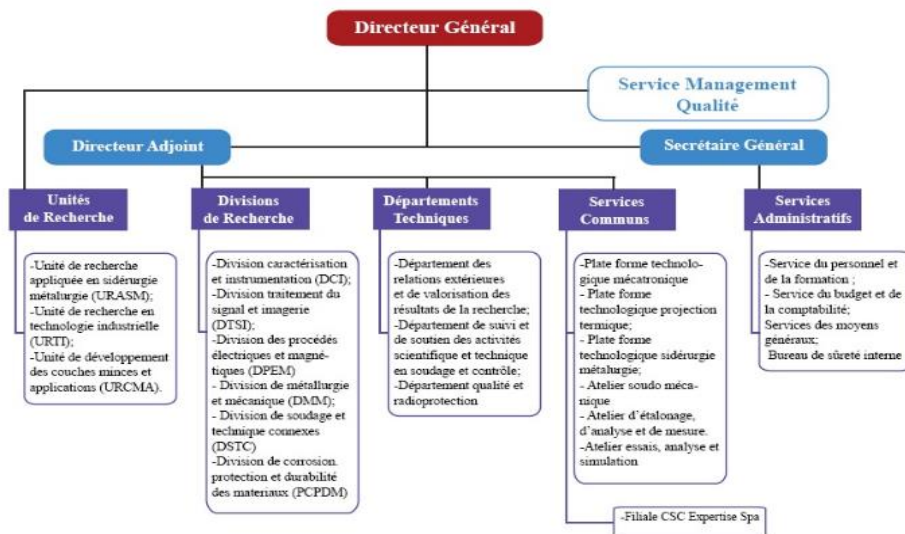 Directeur Général
Service Management
Qualité
Directeur Adjoint
Secrétaire Général
Unités
de Recherche
-Unité de recherche
appliquée en sidérurgie
métalurgie (URASM);
-Unité de recherche en
technologie industrielle
(URTI);
-Unité de développement
des couches minces et
applications (URCMA).
Divisions
de Recherche
-Division caractérisation
et instrumentation (DCI);
-Division traitement du
signal et imagerie
(DTSI);
-Division des procédés
électriques et magné-
tiques (DPEM)
- Division de métallurgie
et mécanique (DMM);
- Division de soudage et
technique connexes
(DSTC)
-Division de corrosion.
protection et durabilité
des materiaux (PCPDM)
Départements
Techniques
-Département des
relations extérieures
et de valorisation des
résultats de la recherche;
-Département de suivi et
de soutien des activités
scientifique et technique
en soudage et contrôle;
-Département qualité et
radioprotection
Services
Communs
-Plate forme technolo-
gique mécatronique
- Plate forme
technologique projection
termique;
- Plate forme
technologique sidérurgie
métalurgie;
- Atelier soudo méca-
nique
- Atelier d'étalonage,
d'analyse et de mesure.
-Atelier essais, analyse et
simulation
-Filiale CSC Expertise Spa
Services
Administratifs
-Service du personnel et
de la formation ;
- Service du budget et de
la comptabilité;
Services des moyens
généraux;
Bureau de sûreté interne